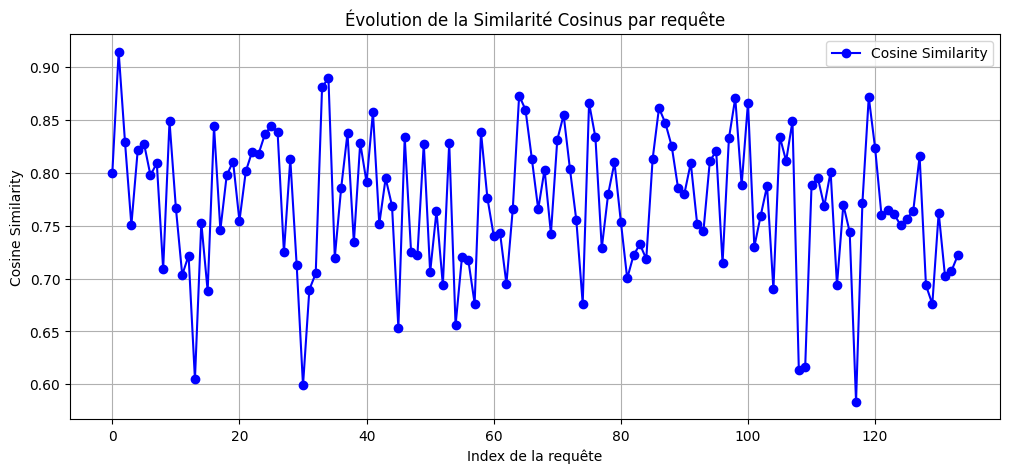 Évolution de la Similarité Cosinus par requête
Cosine Similarity
0.90
0.85
0.80
0.75
0.70
0.65
0.60
Cosine Similarity
0 20 40 60 80 100 120
Index de la requête